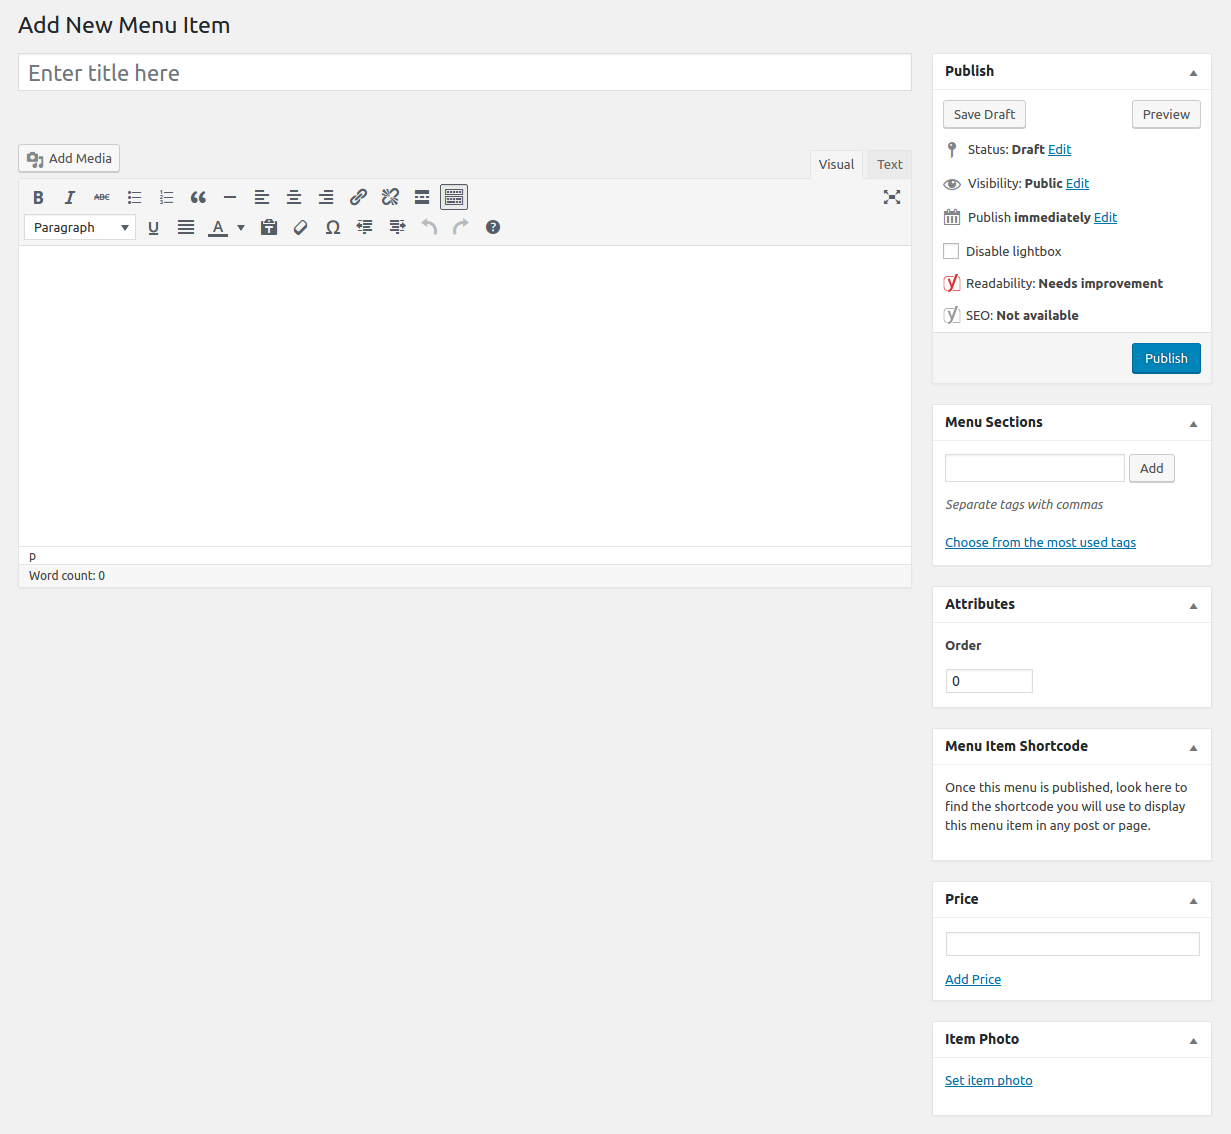 Add New Menu Item
Enter title here
Add Media
Visual
Text
B I ABC
Paragraph
U A T Ω ?
p
Word count: 0
Publish
Save Draft
Preview
Status: Draft Edit
Visibility: Public Edit
Publish immediately Edit
Disable lightbox
Readability: Needs improvement
SEO: Not available
Publish
Menu Sections
Add
Separate tags with commas
Choose from the most used tags
Attributes
Order
0
Menu Item Shortcode
Once this menu is published, look here to
find the shortcode you will use to display
this menu item in any post or page.
Price
Add Price
Item Photo
Set item photo